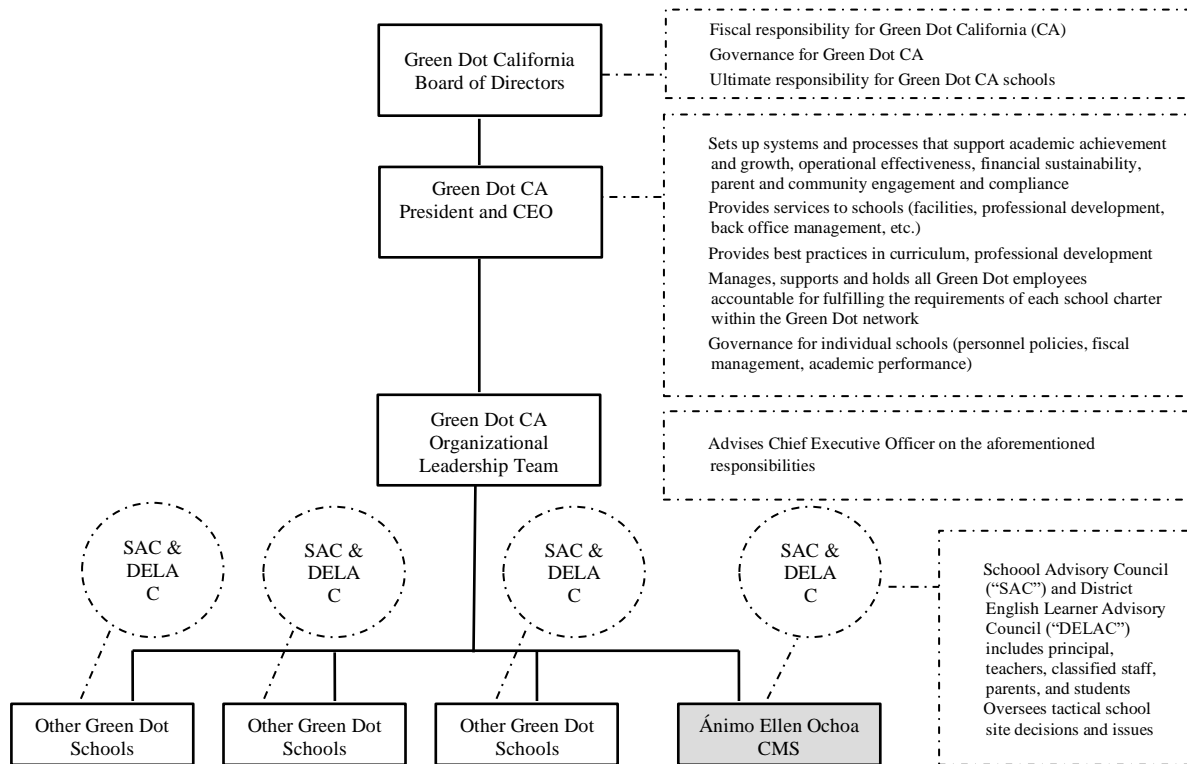 Green Dot California
Board of Directors
Fiscal responsibility for Green Dot California (CA)
Governance for Green Dot CA
Ultimate responsibility for Green Dot CA schools
Green Dot CA
President and CEO
Sets up systems and processes that support academic achievement
and growth, operational effectiveness, financial sustainability,
parent and community engagement and compliance
Provides services to schools (facilities, professional development,
back office management, etc.)
Provides best practices in curriculum, professional development
Manages, supports and holds all Green Dot employees
accountable for fulfilling the requirements of each school charter
within the Green Dot network
Governance for individual schools (personnel policies, fiscal
management, academic performance)
Green Dot CA
Organizational
Leadership Team
Advises Chief Executive Officer on the aforementioned
responsibilities
SAC &
DELA
C
SAC &
DELA
C
SAC &
DELA
C
SAC &
DELA
C
Schoool Advisory Council
(“SAC”) and District
English Learner Advisory
Council (“DELAC”)
includes principal,
teachers, classified staff,
parents, and students
Oversees tactical school
site decisions and issues
Other Green Dot
Schools
Other Green Dot
Schools
Other Green Dot
Schools
Ánimo Ellen Ochoa
CMS